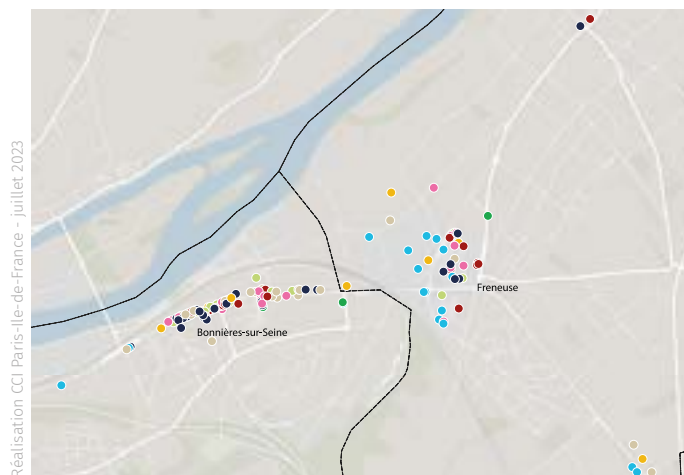 Réalisation CCI Paris-Ile-de-France - juillet 2023
Freneuse
Bonnières-sur-Seine